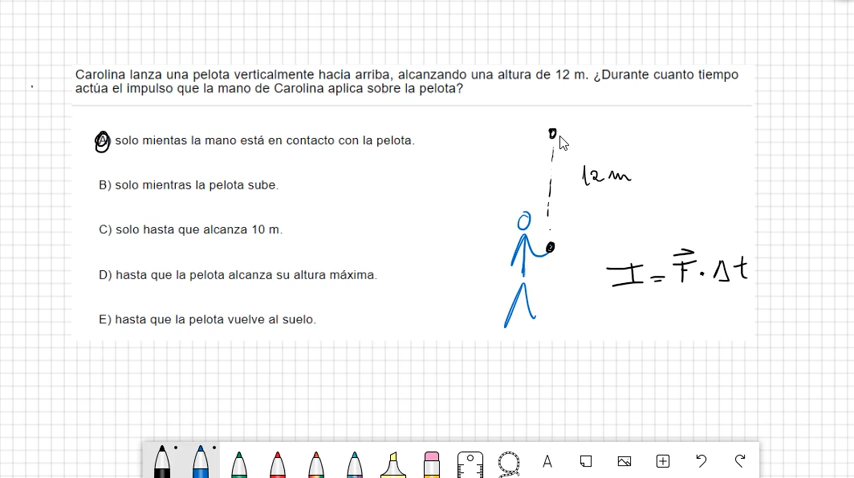 Carolina lanza una pelota verticalmente hacia arriba, alcanzando una altura de 12 m. ¿Durante cuanto tiempo
actúa el impulso que la mano de Carolina aplica sobre la pelota?
A) solo mientas la mano está en contacto con la pelota.
B) solo mientras la pelota sube.
C) solo hasta que alcanza 10 m.
D) hasta que la pelota alcanza su altura máxima.
E) hasta que la pelota vuelve al suelo.
12 m
I = F⃗ · Δt
A